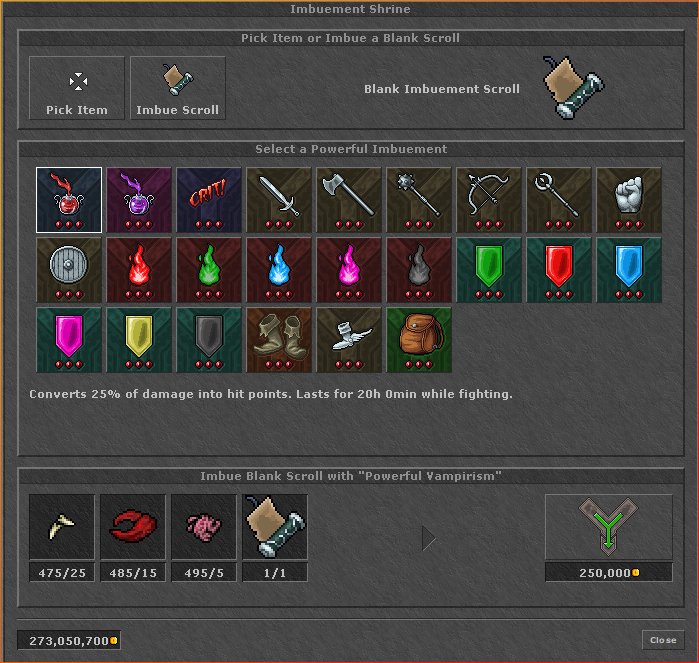 Imbuement Shrine
Pick Item or Imbue a Blank Scroll
Pick Item
Imbue Scroll
Blank Imbuement Scroll
Select a Powerful Imbuement
CRIT!
Converts 25% of damage into hit points. Lasts for 20h 0min while fighting.
Imbue Blank Scroll with "Powerful Vampirism"
475/25 485/15 495/5 1/1 250,000
273,050,700 Close